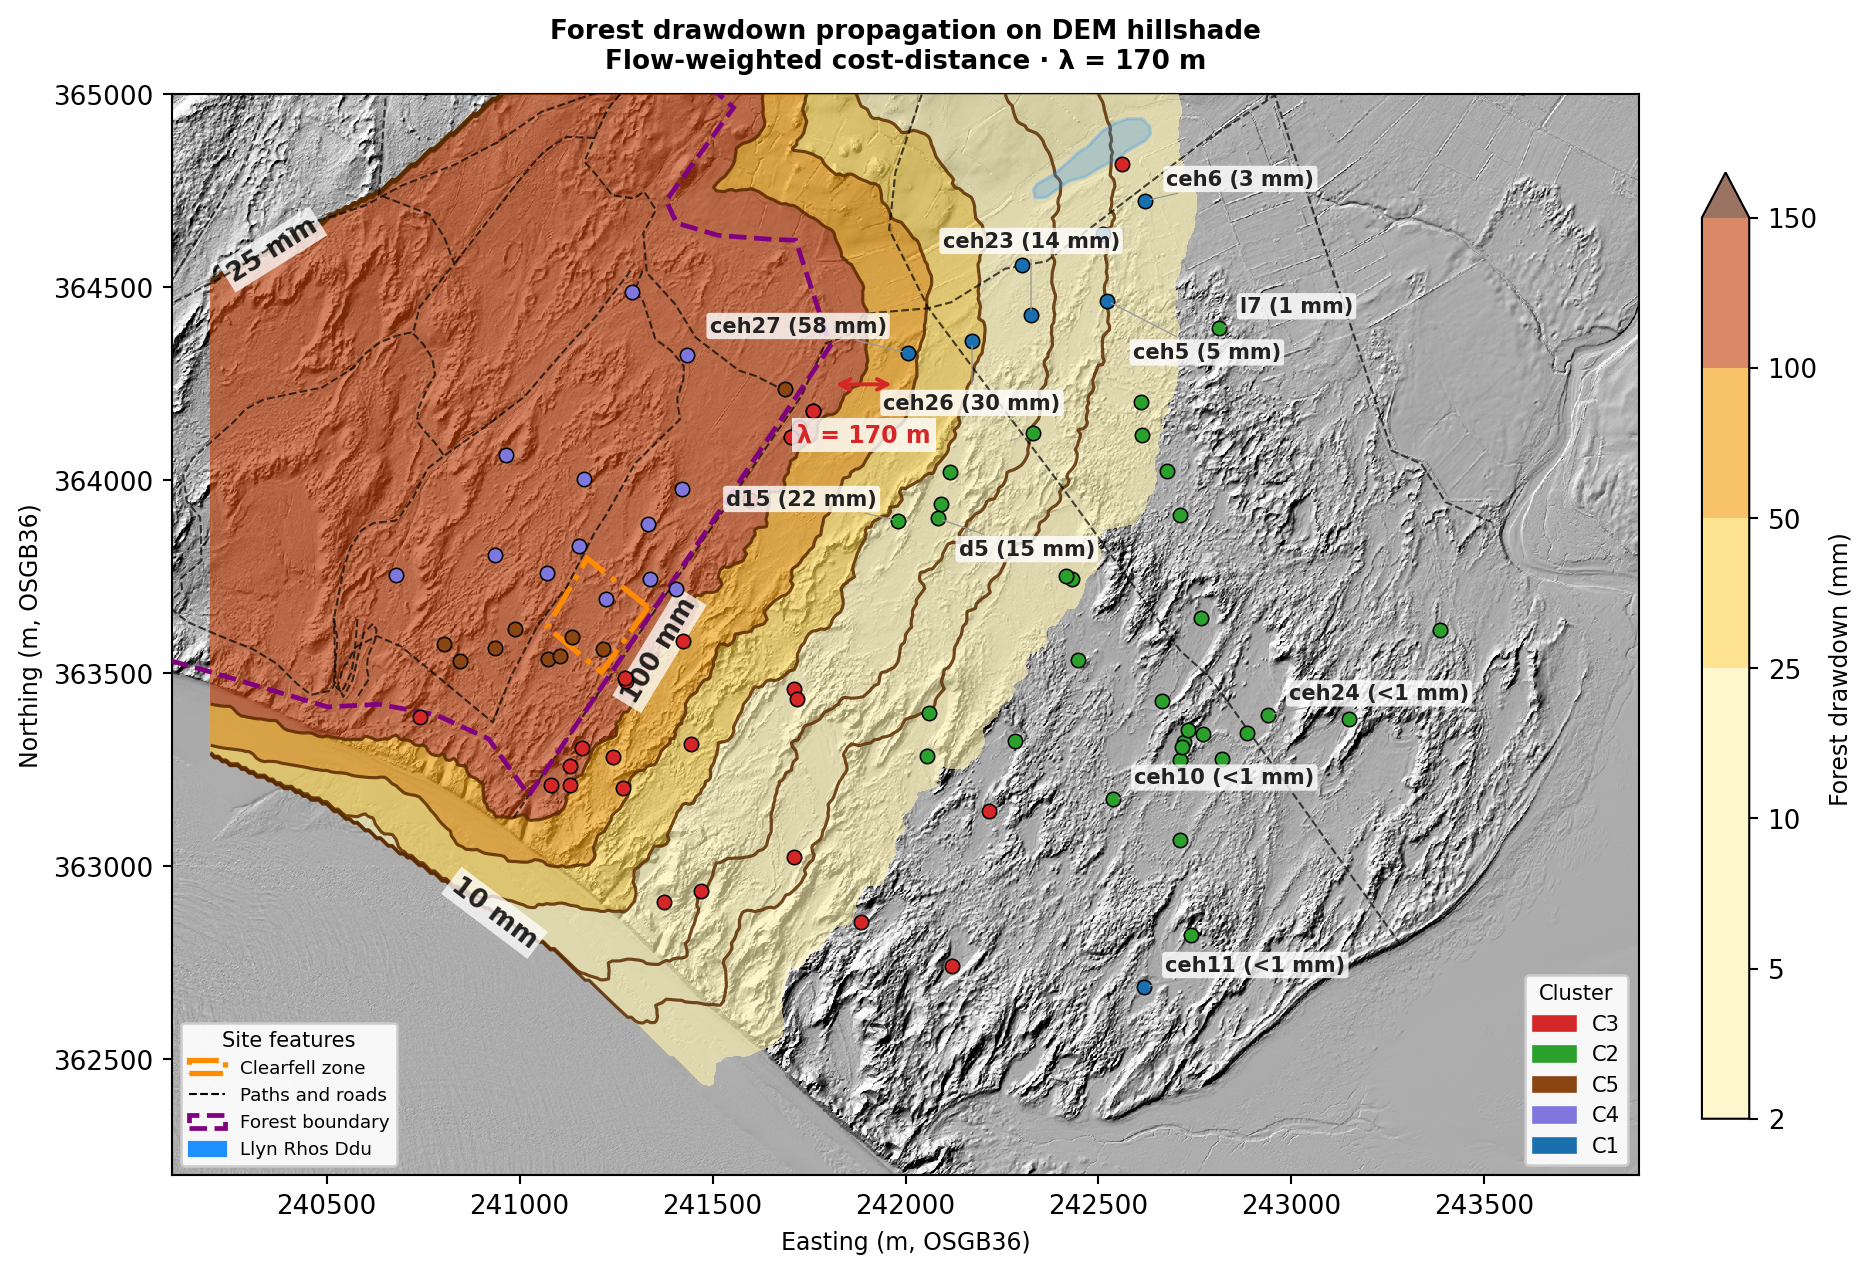 Forest drawdown propagation on DEM hillshade
Flow-weighted cost-distance · λ = 170 m
365000
364500
364000
363500
363000
362500
Northing (m, OSGB36)
240500
241000
241500
242000
242500
243000
243500
Easting (m, OSGB36)
25 mm
100 mm
10 mm
ceh6 (3 mm)
ceh23 (14 mm)
l7 (1 mm)
ceh27 (58 mm)
ceh5 (5 mm)
ceh26 (30 mm)
λ = 170 m
d15 (22 mm)
d5 (15 mm)
ceh24 (<1 mm)
ceh10 (<1 mm)
ceh11 (<1 mm)
Site features
Clearfell zone
Paths and roads
Forest boundary
Llyn Rhos Ddu
Cluster
C3
C2
C5
C4
C1
150
100
50
25
10
5
2
Forest drawdown (mm)